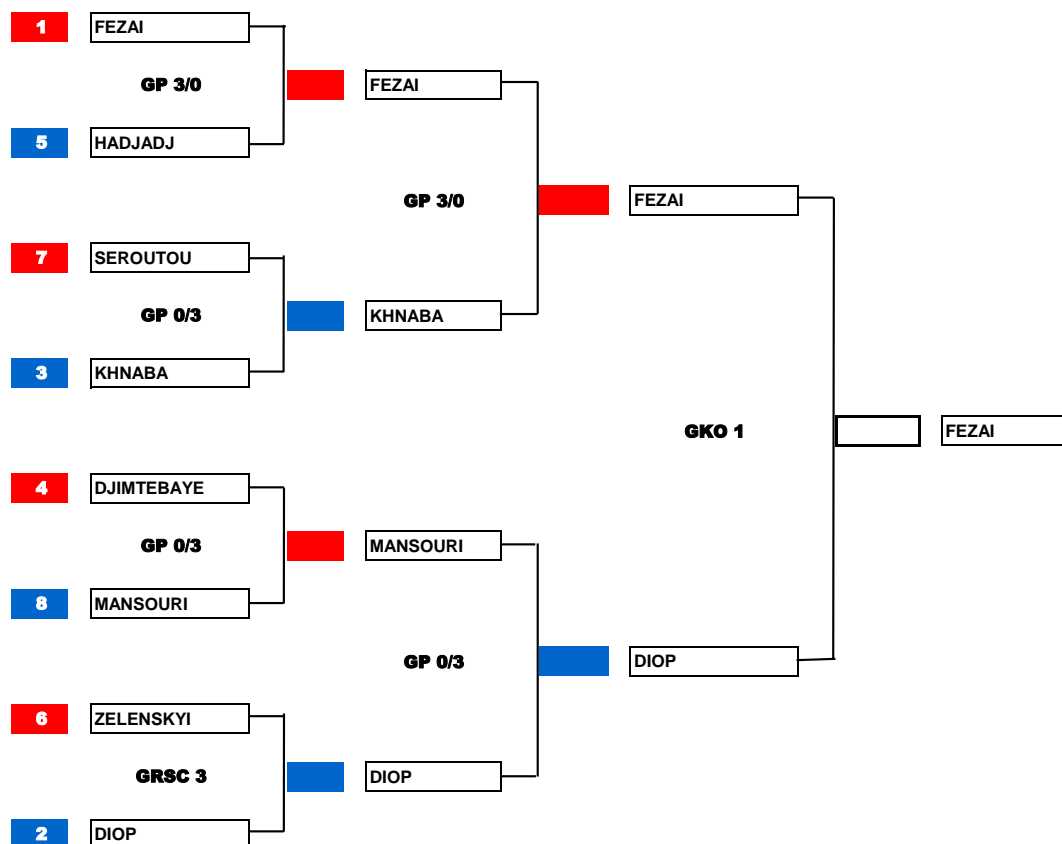 1 FEZAI
GP 3/0
FEZAI
5 HADJADJ
GP 3/0
FEZAI
7 SEROUTOU
GP 0/3
KHNABA
3 KHNABA
GKO 1
FEZAI
4 DJIMTEBAYE
GP 0/3
MANSOURI
8 MANSOURI
GP 0/3
DIOP
6 ZELENSKYI
GRSC 3
DIOP
2 DIOP